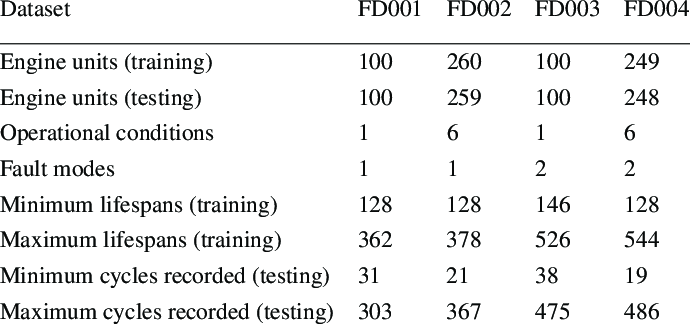 Dataset FD001 FD002 FD003 FD004
Engine units (training) 100 260 100 249
Engine units (testing) 100 259 100 248
Operational conditions 1 6 1 6
Fault modes 1 1 2 2
Minimum lifespans (training) 128 128 146 128
Maximum lifespans (training) 362 378 526 544
Minimum cycles recorded (testing) 31 21 38 19
Maximum cycles recorded (testing) 303 367 475 486